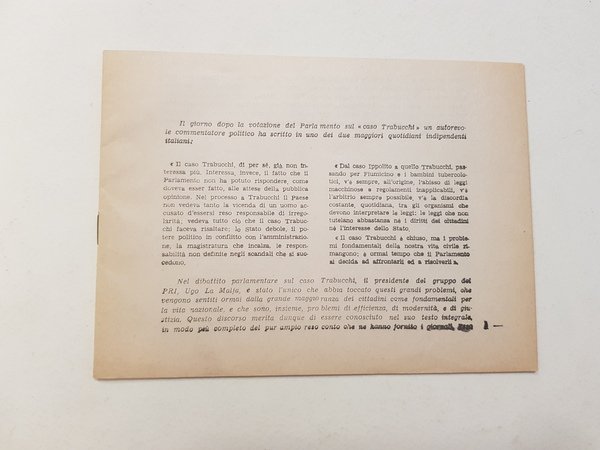 Il giorno dopo la votazione del Parlamento sul « caso Trabucchi » un autorevo-
le commentatore politico ha scritto in uno dei due maggiori quotidiani indipendenti
italiani:
« Il caso Trabucchi, di per sé, già non in-
teressa più. Interessa, invece, il fatto che il
Parlamento non ha potuto rispondere, come
doveva esser fatto, alle attese della pubblica
opinione. Nel processo a Trabucchi il Paese
non vedeva tanto la vicenda di un uomo ac-
cusato d'essersi reso responsabile di irrego-
larità, vedeva tutto ciò che il caso Trabuc-
chi faceva risaltare; lo Stato debole, il po-
tere politico in conflitto con l'amministrazio-
ne, la magistratura che incalza, le respon-
sabilità non definite negli scandali che si suc-
cedono.
« Dal caso Ippolito a quello Trabucchi, pas-
sando per Fiumicino e i bambini tubercolo-
tici, v'è sempre, all'origine, l'abisso di leggi
macchinose e regolamenti inapplicabili, v'è
l'arbitrio sempre possibile, v'è la discordia
costante, quotidiana, tra gli organismi che
devono interpretare la legge: le leggi che non
tutelano abbastanza né i diritti dei cittadini
né l'interesse dello Stato.
« Il caso Trabucchi è chiuso, ma i proble-
mi fondamentali della nostra vita civile ri-
mangono; è ormai tempo che il Parlamento
si decida ad affrontarli ed a risolverli ».
Nel dibattito parlamentare sul caso Trabucchi, il presidente del gruppo del
PRI, Ugo La Malfa, è stato l'unico che abbia toccato questi grandi problemi, che
vengono sentiti ormai dalla grande maggioranza dei cittadini come fondamentali per
la vita nazionale, e che sono, insieme, problemi di efficienza, di modernità, e di giu-
stizia. Questo discorso merita dunque di essere conosciuto nel suo testo integrale,
in modo più completo del pur ampio reso conto che ne hanno fornito i giornali.